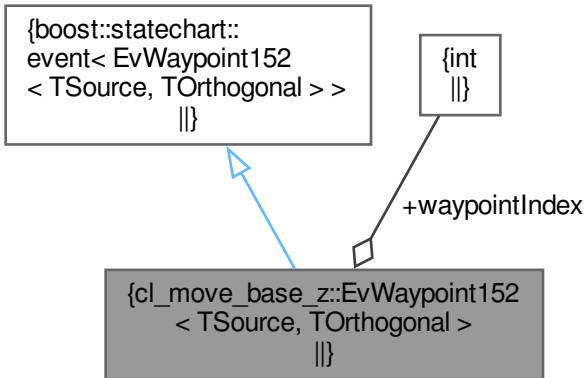 {boost::statechart::
event< EvWaypoint152
< TSource, TOrthogonal > >
||}
{int
||}
+waypointIndex
{cl_move_base_z::EvWaypoint152
< TSource, TOrthogonal >
||}